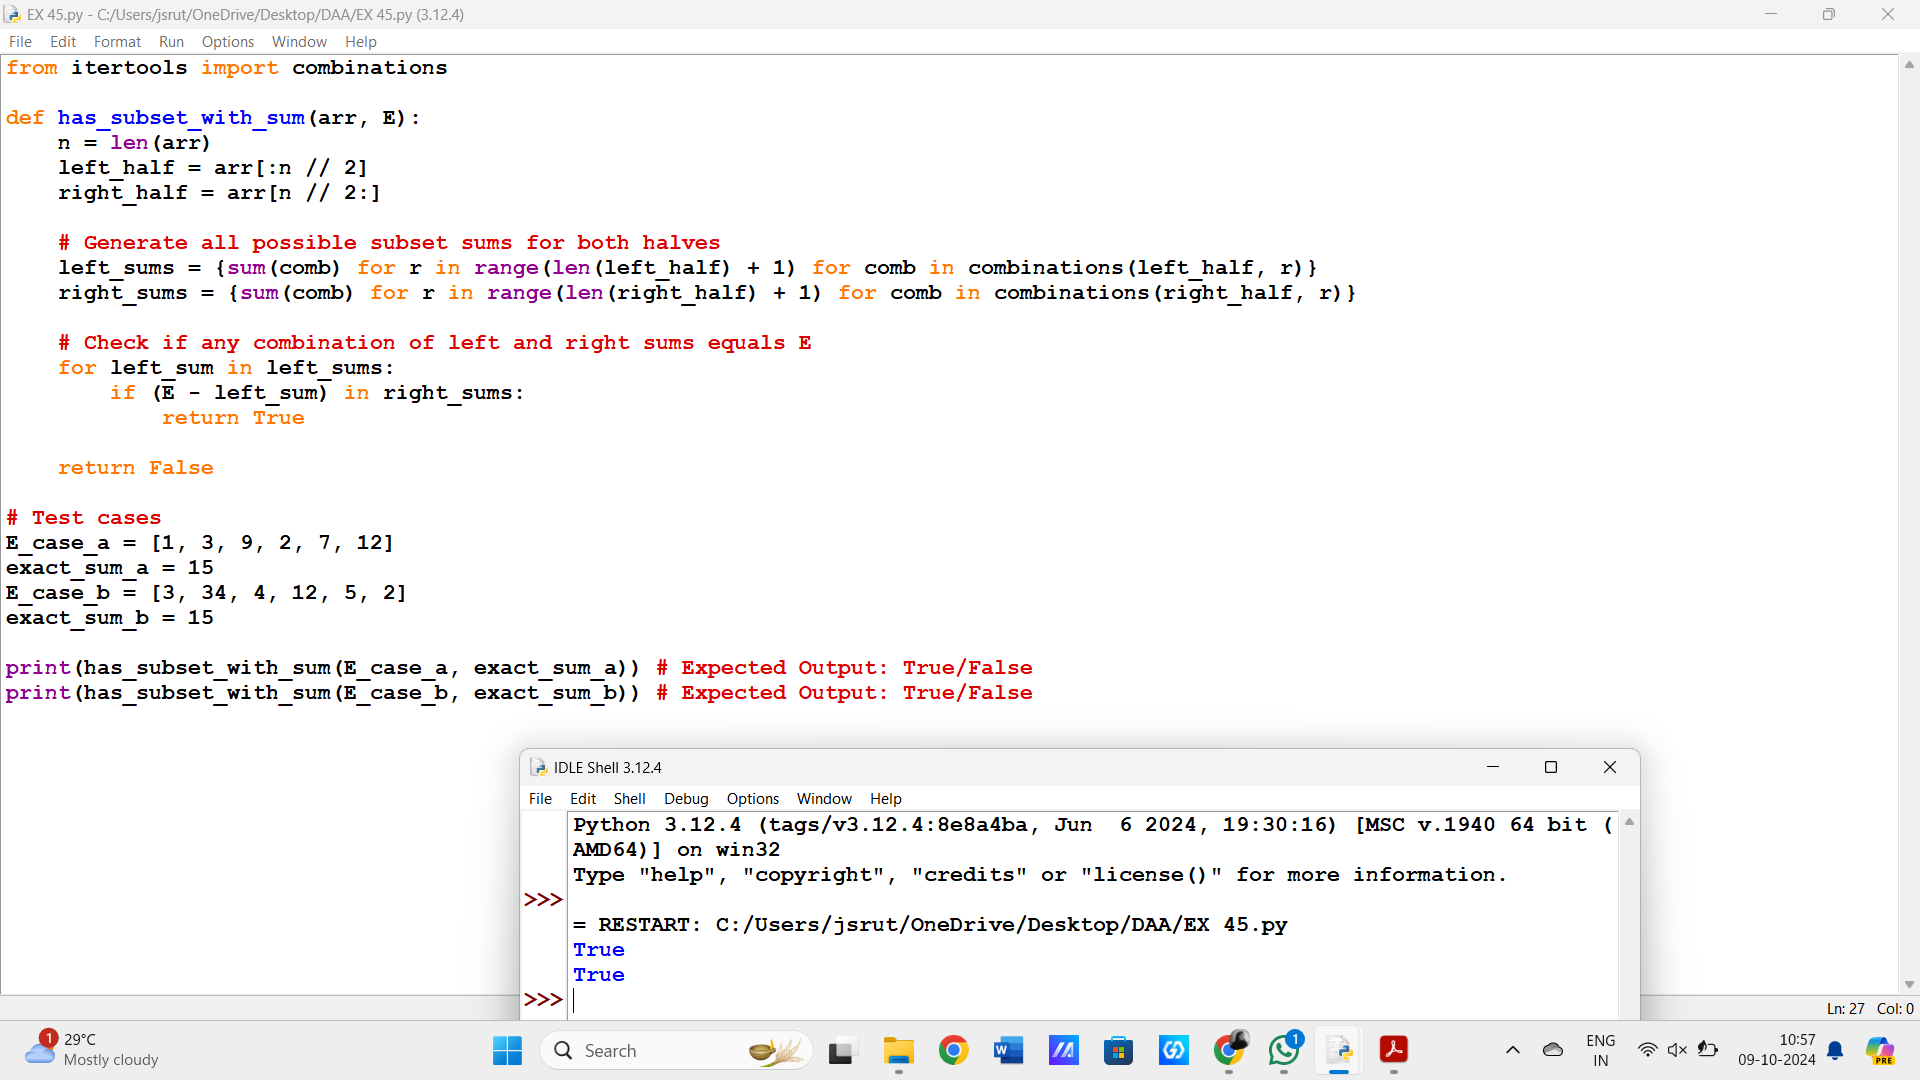 EX 45.py - C:/Users/jsrut/OneDrive/Desktop/DAA/EX 45.py (3.12.4)
File Edit Format Run Options Window Help
from itertools import combinations
def has_subset_with_sum(arr, E):
    n = len(arr)
    left_half = arr[:n // 2]
    right_half = arr[n // 2:]
    # Generate all possible subset sums for both halves
    left_sums = {sum(comb) for r in range(len(left_half) + 1) for comb in combinations(left_half, r)}
    right_sums = {sum(comb) for r in range(len(right_half) + 1) for comb in combinations(right_half, r)}
    # Check if any combination of left and right sums equals E
    for left_sum in left_sums:
        if (E - left_sum) in right_sums:
            return True
    return False
# Test cases
E_case_a = [1, 3, 9, 2, 7, 12]
exact_sum_a = 15
E_case_b = [3, 34, 4, 12, 5, 2]
exact_sum_b = 15
print(has_subset_with_sum(E_case_a, exact_sum_a)) # Expected Output: True/False
print(has_subset_with_sum(E_case_b, exact_sum_b)) # Expected Output: True/False
IDLE Shell 3.12.4
File Edit Shell Debug Options Window Help
Python 3.12.4 (tags/v3.12.4:8e8a4ba, Jun  6 2024, 19:30:16) [MSC v.1940 64 bit (
AMD64)] on win32
Type "help", "copyright", "credits" or "license()" for more information.
>>>
= RESTART: C:/Users/jsrut/OneDrive/Desktop/DAA/EX 45.py
True
True
>>>
Ln: 27 Col: 0
1
29°C
Mostly cloudy
Search
W
1
ENG
IN
10:57
09-10-2024
PRE